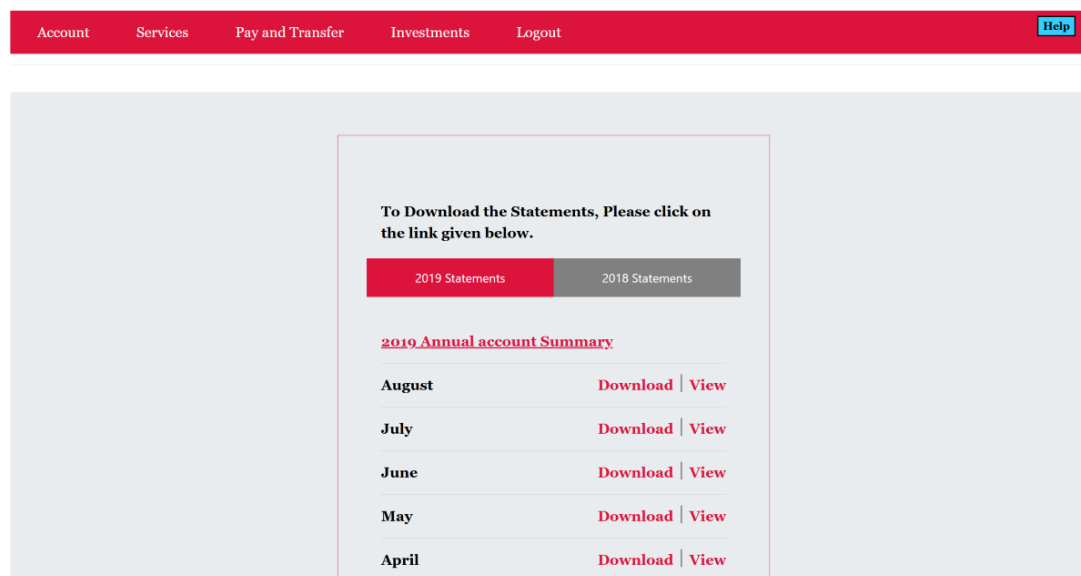 Account Services Pay and Transfer Investments Logout Help
To Download the Statements, Please click on
the link given below.
2019 Statements 2018 Statements
2019 Annual account Summary
August Download | View
July Download | View
June Download | View
May Download | View
April Download | View